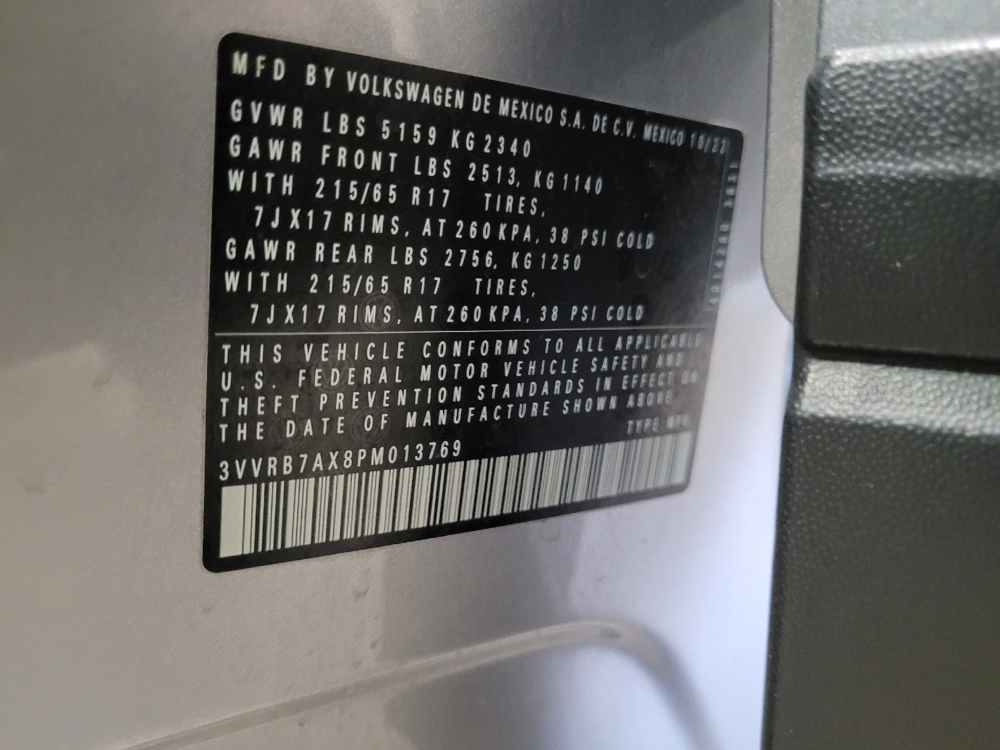 MFD BY VOLKSWAGEN DE MEXICO S.A. DE C.V. MEXICO 10/22
GVWR LBS 5159 KG 2340
GAWR FRONT LBS 2513, KG 1140
WITH 215/65 R17 TIRES,
7JX17 RIMS, AT 260 KPA, 38 PSI COLD
GAWR REAR LBS 2756, KG 1250
WITH 215/65 R17 TIRES,
7JX17 RIMS, AT 260 KPA, 38 PSI COLD
THIS VEHICLE CONFORMS TO ALL APPLICABLE
U.S. FEDERAL MOTOR VEHICLE SAFETY AND
THEFT PREVENTION STANDARDS IN EFFECT ON
THE DATE OF MANUFACTURE SHOWN ABOVE.
TYPE: MPV
3VVRB7AX8PM013769